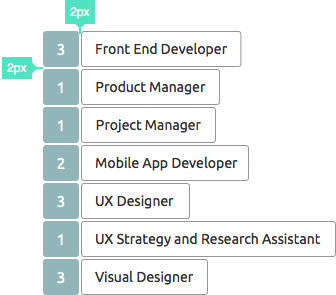 2px
3 Front End Developer
2px
1 Product Manager
1 Project Manager
2 Mobile App Developer
3 UX Designer
1 UX Strategy and Research Assistant
3 Visual Designer